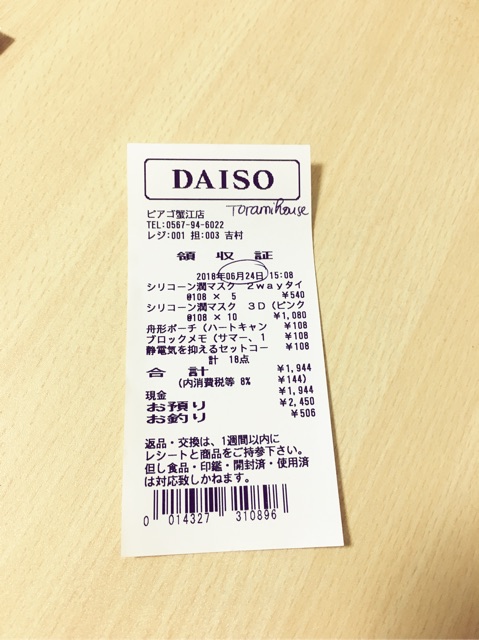 DAISO
Toramihouse
ピアゴ蟹江店
TEL:0567-94-6022
レジ:001 担:003 吉村
領収証
2018年06月24日 15:08
シリコーン潤マスク 2wayタイ
@108 × 5 ¥540
シリコーン潤マスク 3D(ピンク
@108 × 10 ¥1,080
舟形ポーチ(ハートキャン ¥108
ブロックメモ(サマー、1 ¥108
静電気を抑えるセットコー ¥108
計 18点
合計 ¥1,944
(内消費税等 8% ¥144)
現金 ¥1,944
お預り ¥2,450
お釣り ¥506
返品・交換は、1週間以内に
レシートと商品をご持参下さい。
但し食品・印鑑・開封済・使用済
は対応致しかねます。
0 014327 310896